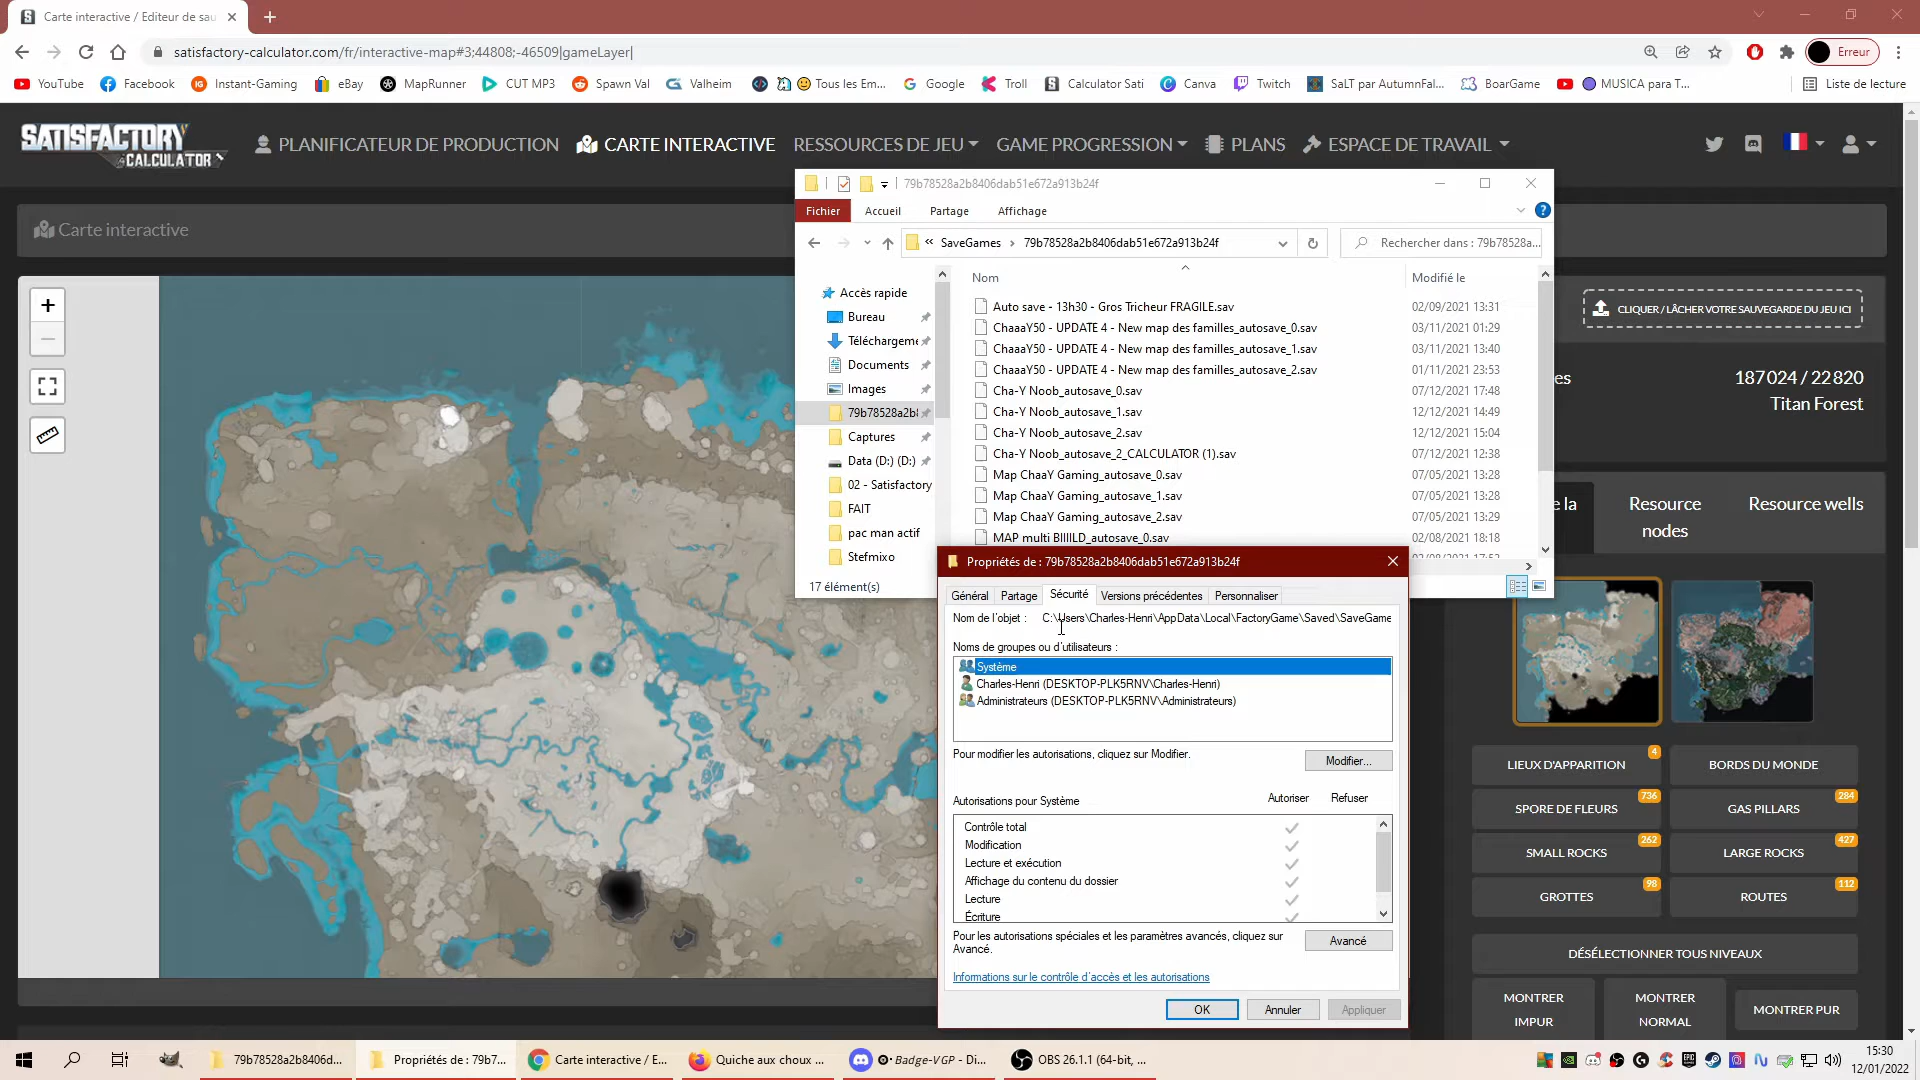 Carte interactive / Editeur de sau
satisfactory-calculator.com/fr/interactive-map#3;44808;-46509|gameLayer|
Erreur
YouTube
Facebook
Instant-Gaming
eBay
MapRunner
CUT MP3
Spawn Val
Valheim
Tous les Em...
Google
Troll
Calculator Sati
Canva
Twitch
SaLT par AutumnFal...
BoarGame
MUSICA para T...
Liste de lecture
SATISFACTORY
CALCULATOR
PLANIFICATEUR DE PRODUCTION
CARTE INTERACTIVE
RESSOURCES DE JEU
GAME PROGRESSION
PLANS
ESPACE DE TRAVAIL
Carte interactive
+
−
79b78528a2b8406dab51e672a913b24f
Fichier
Accueil
Partage
Affichage
« SaveGames › 79b78528a2b8406dab51e672a913b24f
Rechercher dans : 79b78528a...
Nom
Modifié le
Accès rapide
Bureau
Téléchargeme
Documents
Images
79b78528a2b8
Captures
Data (D:) (D:)
02 - Satisfactory
FAIT
pac man actif
Stefmixo
Auto save - 13h30 - Gros Tricheur FRAGILE.sav 02/09/2021 13:31
ChaaaY50 - UPDATE 4 - New map des familles_autosave_0.sav 03/11/2021 01:29
ChaaaY50 - UPDATE 4 - New map des familles_autosave_1.sav 03/11/2021 13:40
ChaaaY50 - UPDATE 4 - New map des familles_autosave_2.sav 01/11/2021 23:53
Cha-Y Noob_autosave_0.sav 07/12/2021 17:48
Cha-Y Noob_autosave_1.sav 12/12/2021 14:49
Cha-Y Noob_autosave_2.sav 12/12/2021 15:04
Cha-Y Noob_autosave_2_CALCULATOR (1).sav 07/12/2021 12:38
Map ChaaY Gaming_autosave_0.sav 07/05/2021 13:28
Map ChaaY Gaming_autosave_1.sav 07/05/2021 13:28
Map ChaaY Gaming_autosave_2.sav 07/05/2021 13:29
MAP multi BIIIILD_autosave_0.sav 02/08/2021 18:18
17 élément(s)
Propriétés de : 79b78528a2b8406dab51e672a913b24f
Général
Partage
Sécurité
Versions précédentes
Personnaliser
Nom de l'objet : C:\Users\Charles-Henri\AppData\Local\FactoryGame\Saved\SaveGame
Noms de groupes ou d'utilisateurs :
Système
Charles-Henri (DESKTOP-PLK5RNV\Charles-Henri)
Administrateurs (DESKTOP-PLK5RNV\Administrateurs)
Pour modifier les autorisations, cliquez sur Modifier.
Modifier...
Autorisations pour Système
Autoriser
Refuser
Contrôle total
Modification
Lecture et exécution
Affichage du contenu du dossier
Lecture
Écriture
Pour les autorisations spéciales et les paramètres avancés, cliquez sur
Avancé.
Avancé
Informations sur le contrôle d'accès et les autorisations
OK
Annuler
Appliquer
CLIQUER / LÂCHER VOTRE SAUVEGARDE DU JEU ICI
es
187024 / 22820
Titan Forest
e la
Resource
nodes
Resource wells
LIEUX D'APPARITION 4
BORDS DU MONDE
SPORE DE FLEURS 736
GAS PILLARS 284
SMALL ROCKS 262
LARGE ROCKS 427
GROTTES 98
ROUTES 112
DÉSÉLECTIONNER TOUS NIVEAUX
MONTRER
IMPUR
MONTRER
NORMAL
MONTRER PUR
79b78528a2b8406d...
Propriétés de : 79b7...
Carte interactive / E...
Quiche aux choux ...
Badge-VGP - Di...
OBS 26.1.1 (64-bit, ...
15:30
12/01/2022